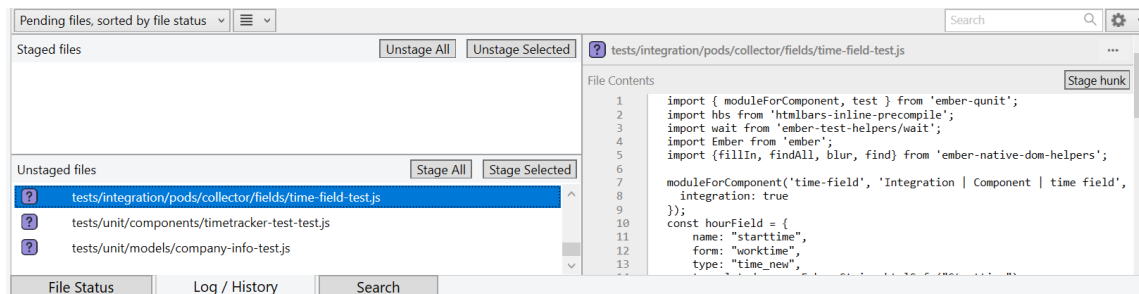 Pending files, sorted by file status
Search
Staged files
Unstage All
Unstage Selected
Unstaged files
Stage All
Stage Selected
? tests/integration/pods/collector/fields/time-field-test.js
? tests/unit/components/timetracker-test-test.js
? tests/unit/models/company-info-test.js
? tests/integration/pods/collector/fields/time-field-test.js ...
File Contents
Stage hunk
1 import { moduleForComponent, test } from 'ember-qunit';
2 import hbs from 'htmlbars-inline-precompile';
3 import wait from 'ember-test-helpers/wait';
4 import Ember from 'ember';
5 import {fillIn, findAll, blur, find} from 'ember-native-dom-helpers';
6
7 moduleForComponent('time-field', 'Integration | Component | time field',
8 integration: true
9 });
10 const hourField = {
11 name: "starttime",
12 form: "worktime",
13 type: "time_new",
File Status
Log / History
Search